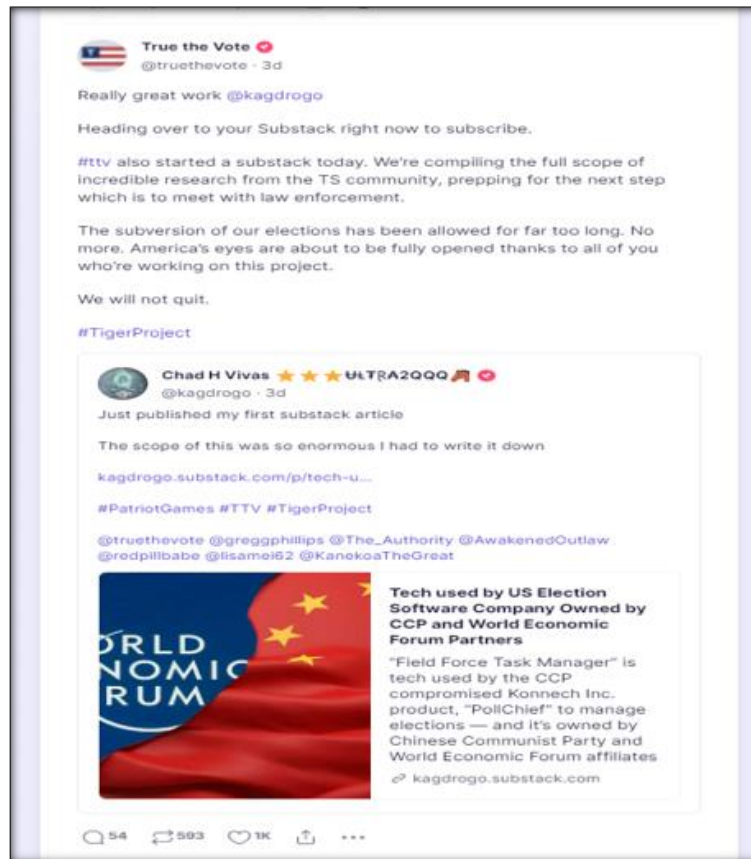 True the Vote
@truethevote · 3d
Really great work @kagdrogo
Heading over to your Substack right now to subscribe.
#ttv also started a substack today. We're compiling the full scope of
incredible research from the TS community, prepping for the next step
which is to meet with law enforcement.
The subversion of our elections has been allowed for far too long. No
more. America's eyes are about to be fully opened thanks to all of you
who're working on this project.
We will not quit.
#TigerProject
Chad H Vivas ⭐⭐⭐ɄȽTꞦA2QQQ
@kagdrogo · 3d
Just published my first substack article
The scope of this was so enormous I had to write it down
kagdrogo.substack.com/p/tech-u...
#PatriotGames #TTV #TigerProject
@truethevote @greggphillips @The_Authority @AwakenedOutlaw
@redpillbabe @lisamei62 @KanekoaTheGreat
ORLD
NOMIC
RUM
Tech used by US Election
Software Company Owned by
CCP and World Economic
Forum Partners
"Field Force Task Manager" is
tech used by the CCP
compromised Konnech Inc.
product, "PollChief" to manage
elections — and it's owned by
Chinese Communist Party and
World Economic Forum affiliates
kagdrogo.substack.com
54 593 1K